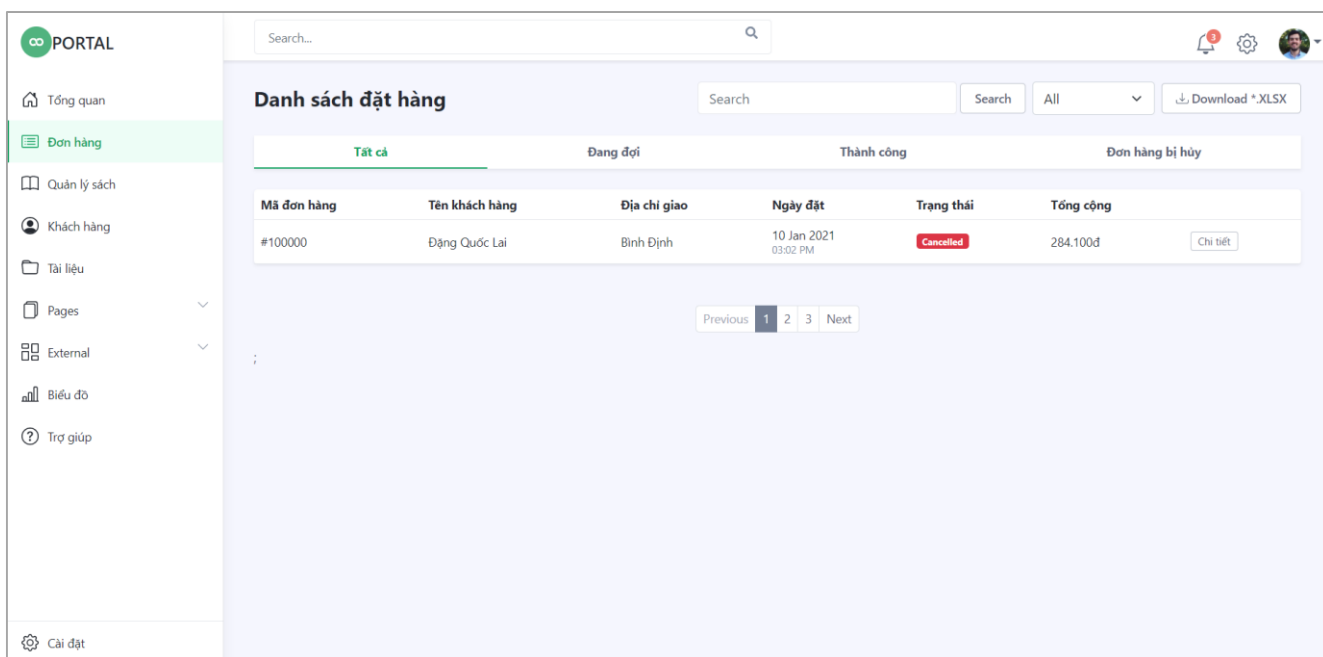 PORTAL
Search...
3
Tổng quan
Đơn hàng
Quản lý sách
Khách hàng
Tài liệu
Pages
External
Biểu đồ
Trợ giúp
Cài đặt
Danh sách đặt hàng
Search
Search
All
Download *.XLSX
Tất cả
Đang đợi
Thành công
Đơn hàng bị hủy
Mã đơn hàng Tên khách hàng Địa chỉ giao Ngày đặt Trạng thái Tổng cộng
#100000 Đặng Quốc Lai Bình Định 10 Jan 2021 Cancelled 284.100đ Chi tiết
03:02 PM
Previous 1 2 3 Next
;